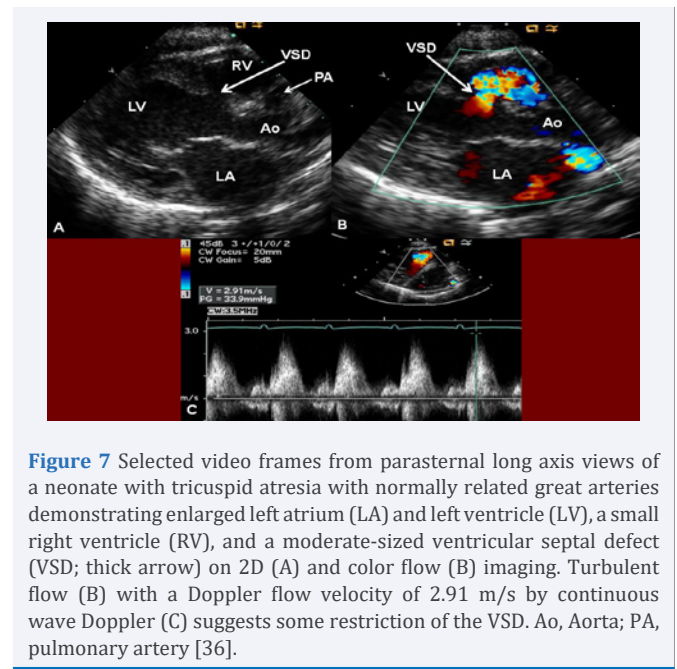 RV
VSD
PA
LV
Ao
LA
A
VSD
LV
Ao
LA
B
.1
45dB 3 +/+1/0/2
CW Focus= 20mm
CW Gain= 5dB
.1
V = 2.91m/s
PG = 33.9mmHg
CW:3.5MHz
3.0
m/s
C
Figure 7 Selected video frames from parasternal long axis views of
a neonate with tricuspid atresia with normally related great arteries
demonstrating enlarged left atrium (LA) and left ventricle (LV), a small
right ventricle (RV), and a moderate-sized ventricular septal defect
(VSD; thick arrow) on 2D (A) and color flow (B) imaging. Turbulent
flow (B) with a Doppler flow velocity of 2.91 m/s by continuous
wave Doppler (C) suggests some restriction of the VSD. Ao, Aorta; PA,
pulmonary artery [36].